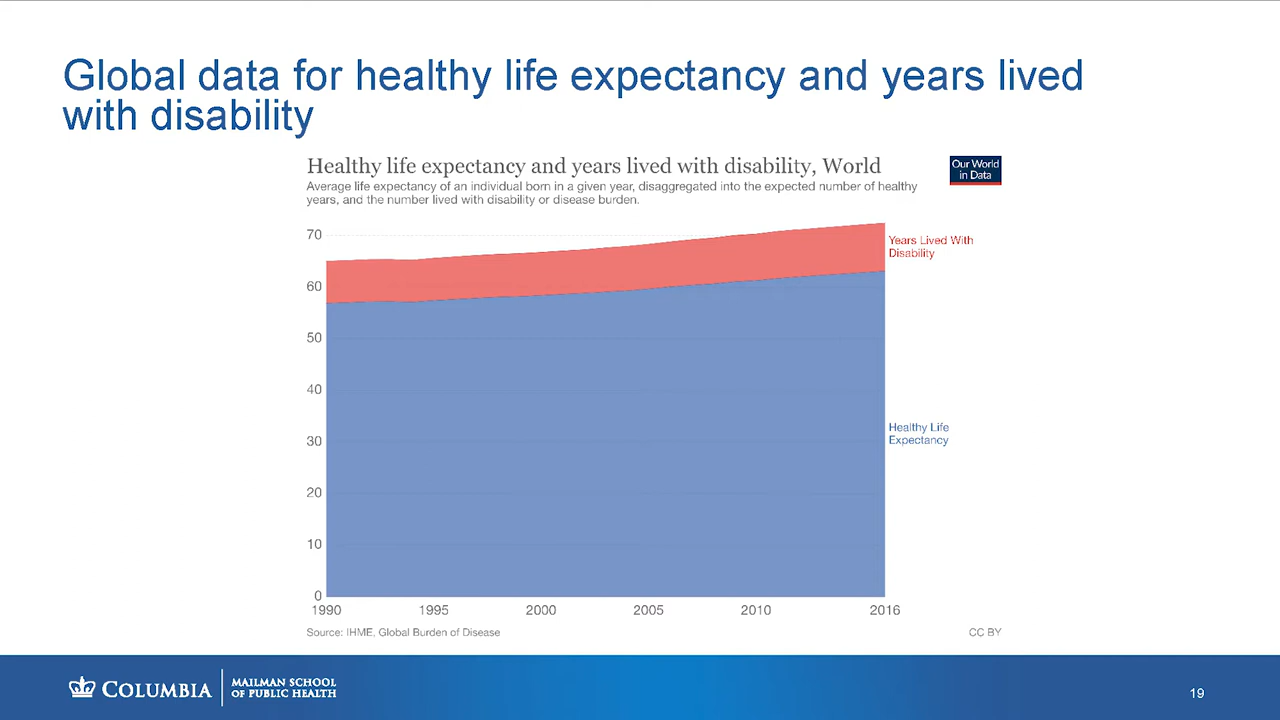 Global data for healthy life expectancy and years lived
with disability
Healthy life expectancy and years lived with disability, World
Average life expectancy of an individual born in a given year, disaggregated into the expected number of healthy
years, and the number lived with disability or disease burden.
Our World
in Data
70
60
50
40
30
20
10
0
Years Lived With
Disability
Healthy Life
Expectancy
1990
1995
2000
2005
2010
2016
Source: IHME, Global Burden of Disease
CC BY
COLUMBIA
MAILMAN SCHOOL
OF PUBLIC HEALTH
19